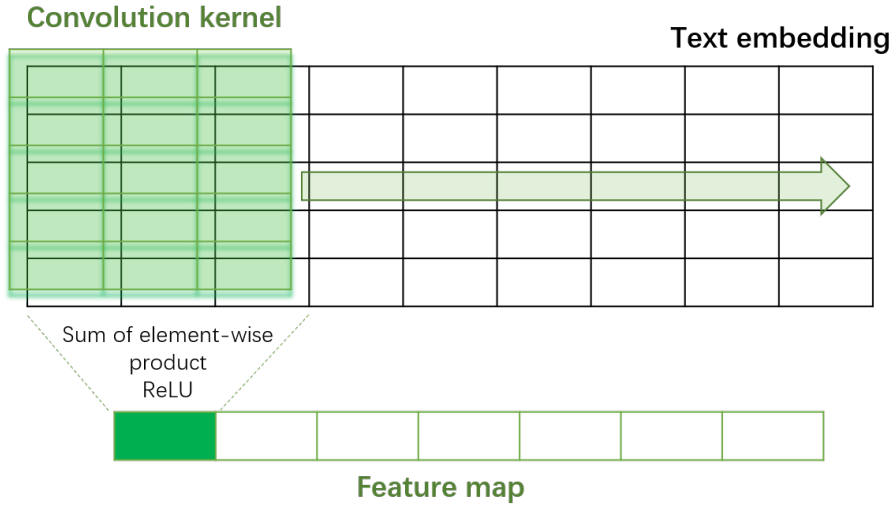 Convolution kernel
Text embedding
Sum of element-wise
product
ReLU
Feature map